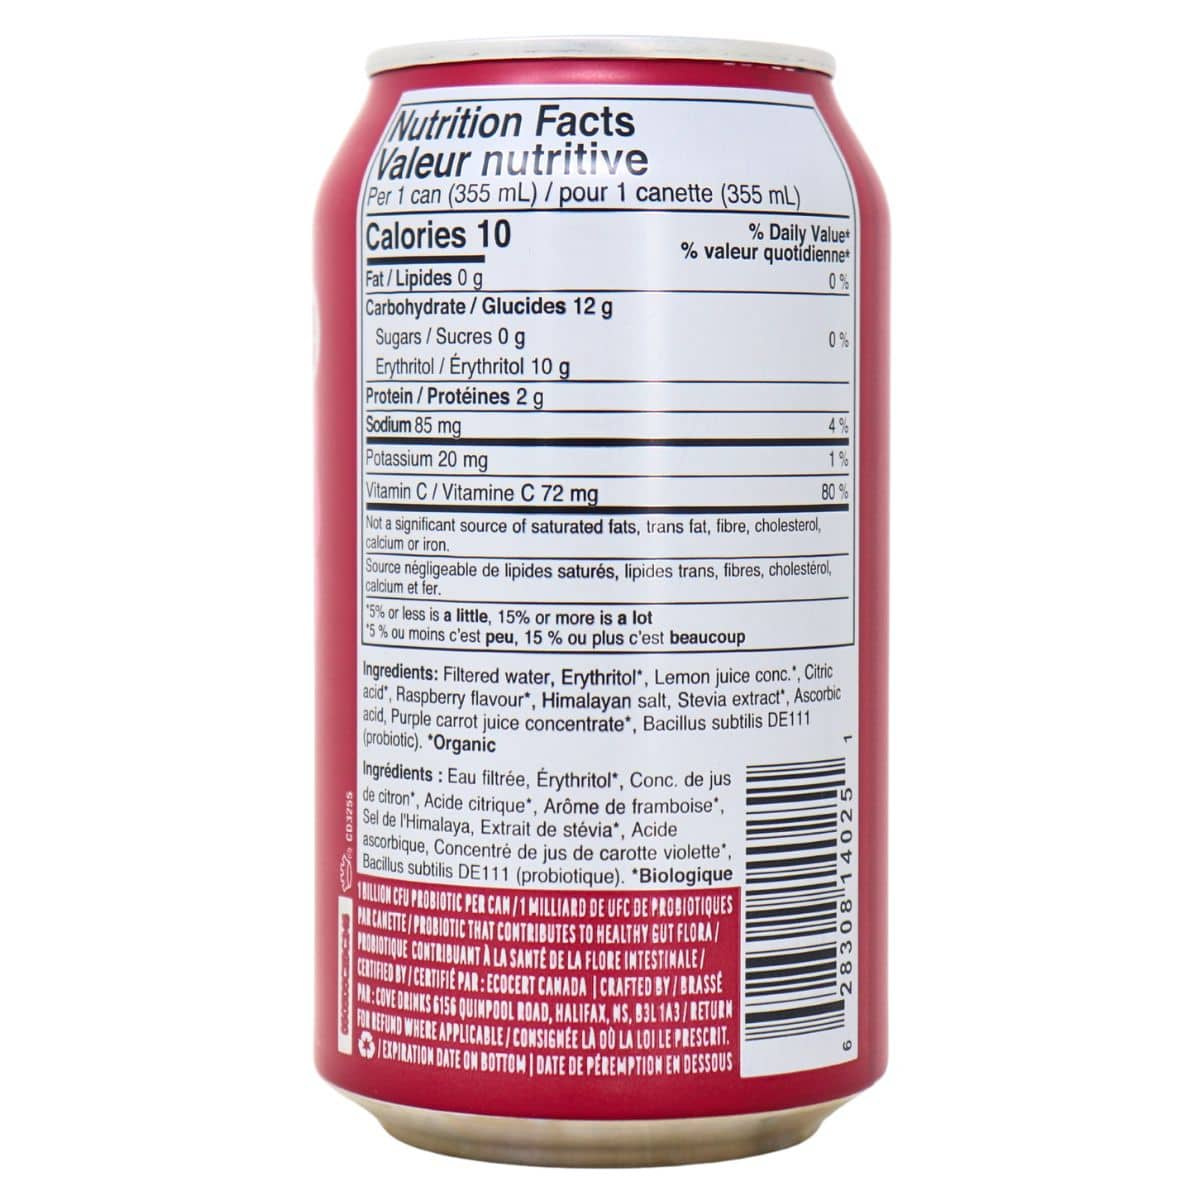 Nutrition Facts
Valeur nutritive
Per 1 can (355 mL) / pour 1 canette (355 mL)
Calories 10
% Daily Value*
% valeur quotidienne*
Fat / Lipides 0 g 0 %
Carbohydrate / Glucides 12 g
Sugars / Sucres 0 g 0 %
Erythritol / Érythritol 10 g
Protein / Protéines 2 g
Sodium 85 mg 4 %
Potassium 20 mg 1 %
Vitamin C / Vitamine C 72 mg 80 %
Not a significant source of saturated fats, trans fat, fibre, cholesterol,
calcium or iron.
Source négligeable de lipides saturés, lipides trans, fibres, cholestérol,
calcium et fer.
*5% or less is a little, 15% or more is a lot
*5 % ou moins c'est peu, 15 % ou plus c'est beaucoup
Ingredients: Filtered water, Erythritol*, Lemon juice conc.*, Citric
acid*, Raspberry flavour*, Himalayan salt, Stevia extract*, Ascorbic
acid, Purple carrot juice concentrate*, Bacillus subtilis DE111
(probiotic). *Organic
Ingrédients : Eau filtrée, Érythritol*, Conc. de jus
de citron*, Acide citrique*, Arôme de framboise*,
Sel de l'Himalaya, Extrait de stévia*, Acide
ascorbique, Concentré de jus de carotte violette*,
Bacillus subtilis DE111 (probiotique). *Biologique
1 BILLION CFU PROBIOTIC PER CAN / 1 MILLIARD DE UFC DE PROBIOTIQUES
PAR CANETTE / PROBIOTIC THAT CONTRIBUTES TO HEALTHY GUT FLORA /
PROBIOTIQUE CONTRIBUANT À LA SANTÉ DE LA FLORE INTESTINALE /
CERTIFIED BY / CERTIFIÉ PAR : ECOCERT CANADA | CRAFTED BY / BRASSÉ
PAR : COVE DRINKS 6156 QUINPOOL ROAD, HALIFAX, NS, B3L 1A3 / RETURN
FOR REFUND WHERE APPLICABLE / CONSIGNÉE LÀ OÙ LA LOI LE PRESCRIT.
/ EXPIRATION DATE ON BOTTOM | DATE DE PÉREMPTION EN DESSOUS
CD3255
6 28308 14025 1